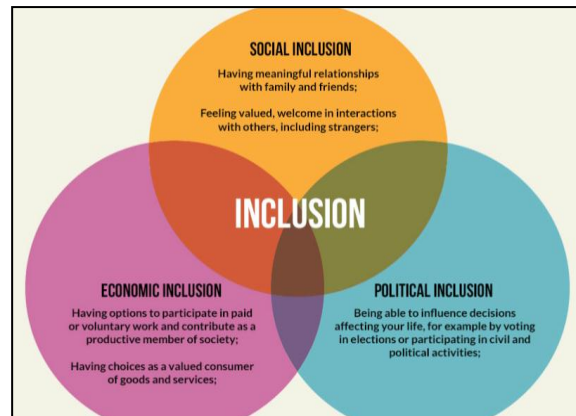 SOCIAL INCLUSION
Having meaningful relationships
with family and friends;
Feeling valued, welcome in interactions
with others, including strangers;
INCLUSION
ECONOMIC INCLUSION
Having options to participate in paid
or voluntary work and contribute as a
productive member of society;
Having choices as a valued consumer
of goods and services;
POLITICAL INCLUSION
Being able to influence decisions
affecting your life, for example by voting
in elections or participating in civil and
political activities;